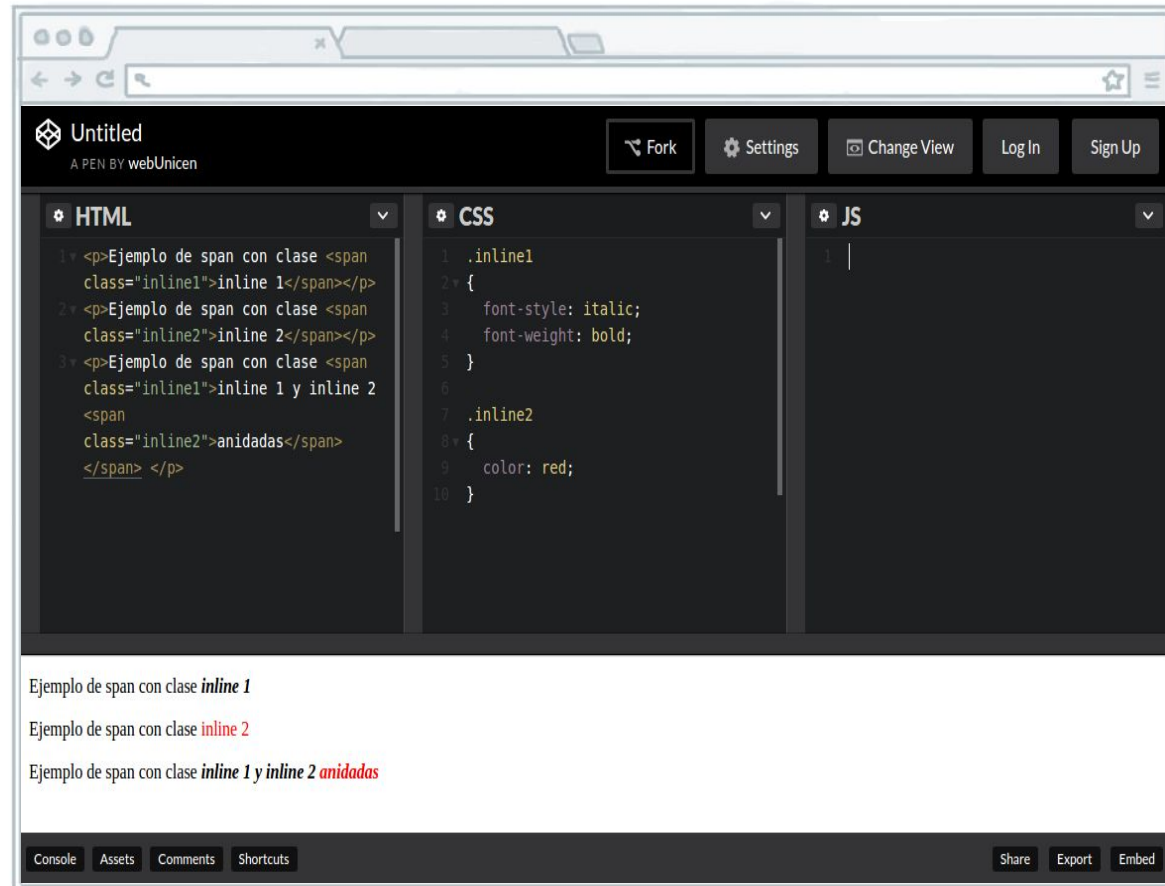 Untitled
A PEN BY webUnicen
Fork
Settings
Change View
Log In
Sign Up
HTML
1 <p>Ejemplo de span con clase <span
class="inline1">inline 1</span></p>
2 <p>Ejemplo de span con clase <span
class="inline2">inline 2</span></p>
3 <p>Ejemplo de span con clase <span
class="inline1">inline 1 y inline 2
<span
class="inline2">anidadas</span>
</span> </p>
CSS
1 .inline1
2 {
3 font-style: italic;
4 font-weight: bold;
5 }
6
7 .inline2
8 {
9 color: red;
10 }
JS
1
Ejemplo de span con clase inline 1
Ejemplo de span con clase inline 2
Ejemplo de span con clase inline 1 y inline 2 anidadas
Console Assets Comments Shortcuts
Share Export Embed